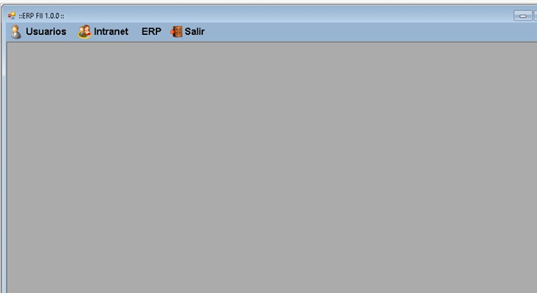 ::ERP FII 1.0.0 ::
Usuarios Intranet ERP Salir